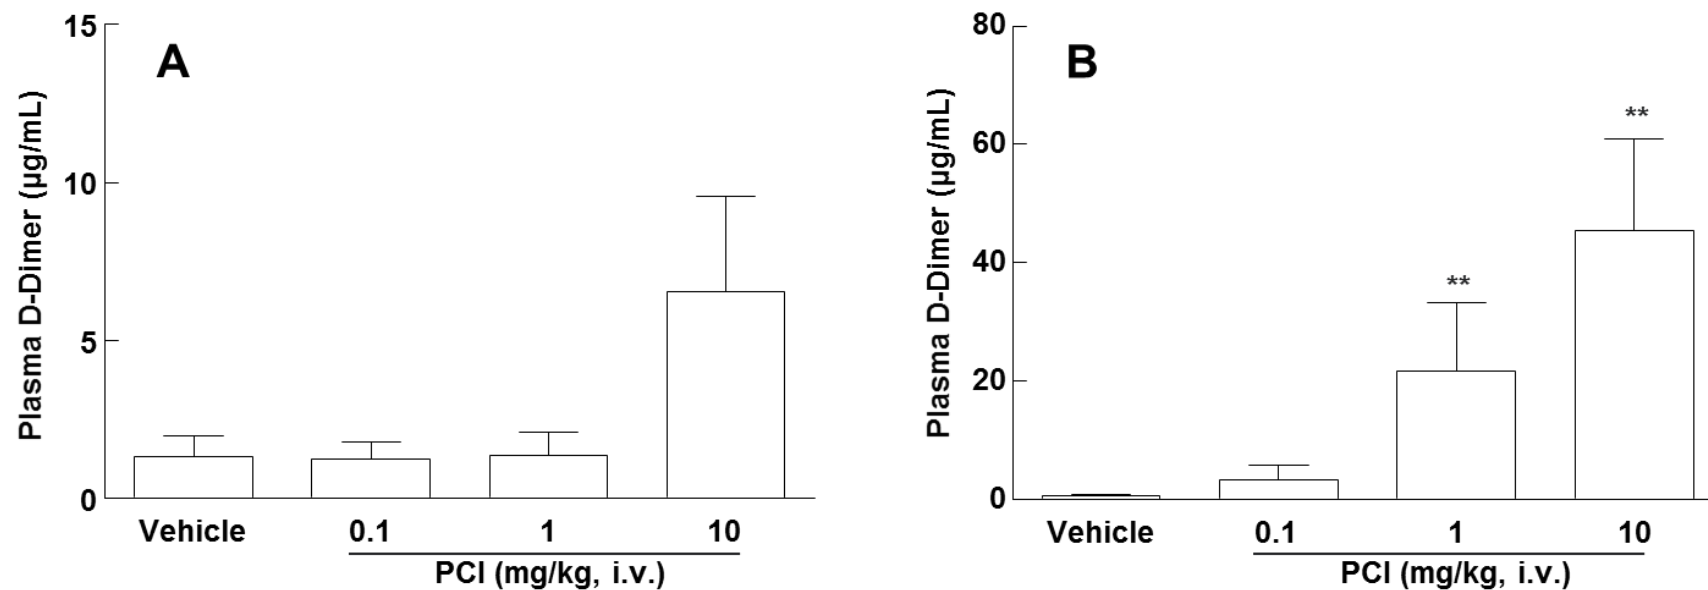 A
Plasma D-Dimer (µg/mL)
15
10
5
0
Vehicle 0.1 1 10
PCI (mg/kg, i.v.)
B
Plasma D-Dimer (µg/mL)
80
60
40
20
0
**
**
Vehicle 0.1 1 10
PCI (mg/kg, i.v.)